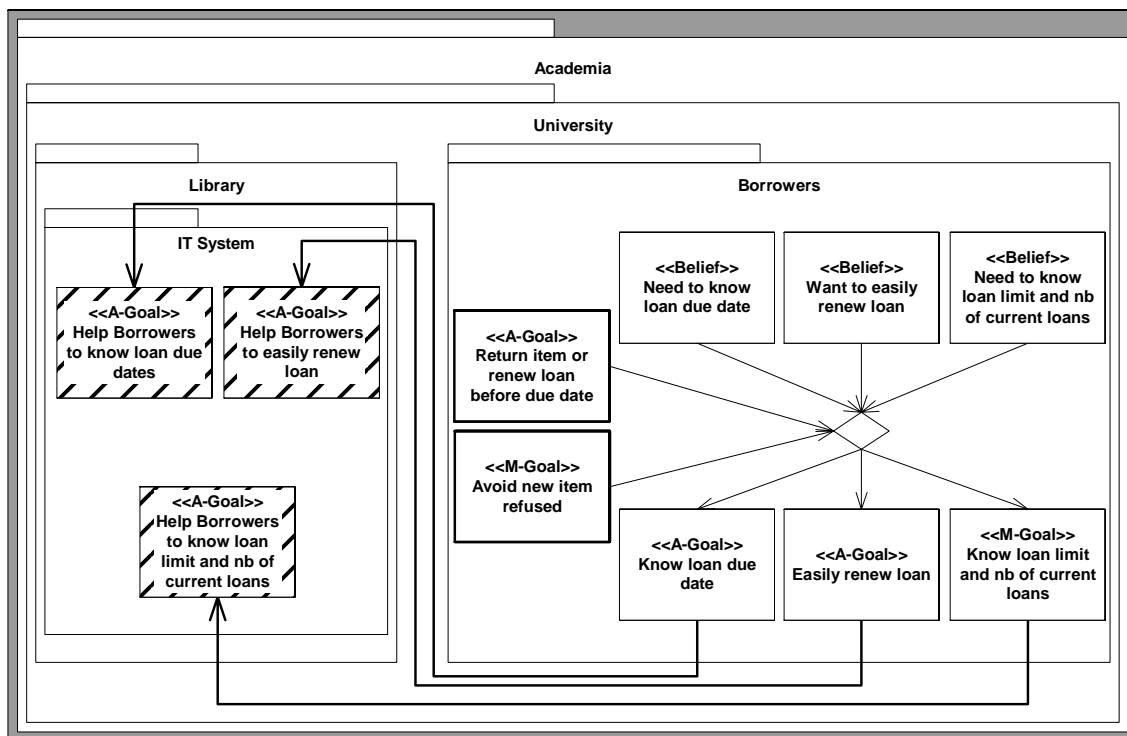 Academia
University
Library
Borrowers
IT System
<<A-Goal>>
Help Borrowers
to know loan due
dates
<<A-Goal>>
Help Borrowers
to easily renew
loan
<<A-Goal>>
Help Borrowers
to know loan
limit and nb of
current loans
<<Belief>>
Need to know
loan due date
<<Belief>>
Want to easily
renew loan
<<Belief>>
Need to know
loan limit and nb
of current loans
<<A-Goal>>
Return item or
renew loan
before due date
<<M-Goal>>
Avoid new item
refused
<<A-Goal>>
Know loan due
date
<<A-Goal>>
Easily renew loan
<<M-Goal>>
Know loan limit
and nb of current
loans